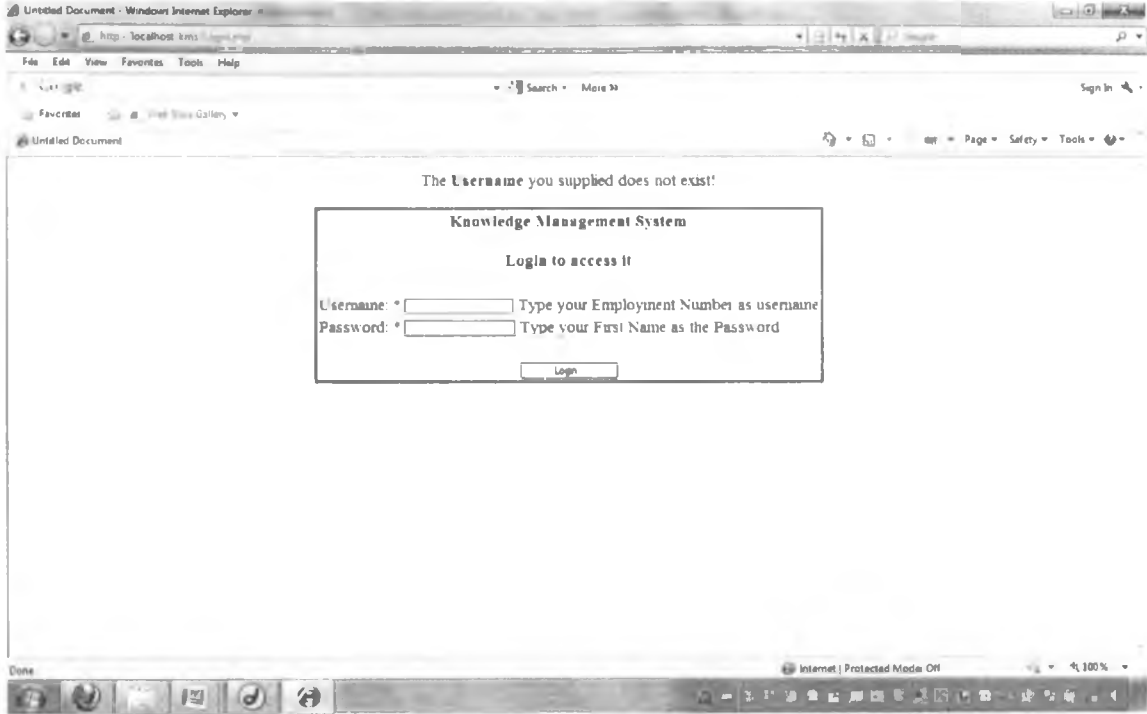 Untitled Document - Windows Internet Explorer
http localhost kms
File Edit View Favorites Tools Help
Search More »
Sign In
Favorites Gallery
Untitled Document
Page Safety Tools
The Username you supplied does not exist!
Knowledge Management System
Login to access it
Username: * Type your Employment Number as username
Password: * Type your First Name as the Password
Login
Done
Internet | Protected Mode: Off
100%